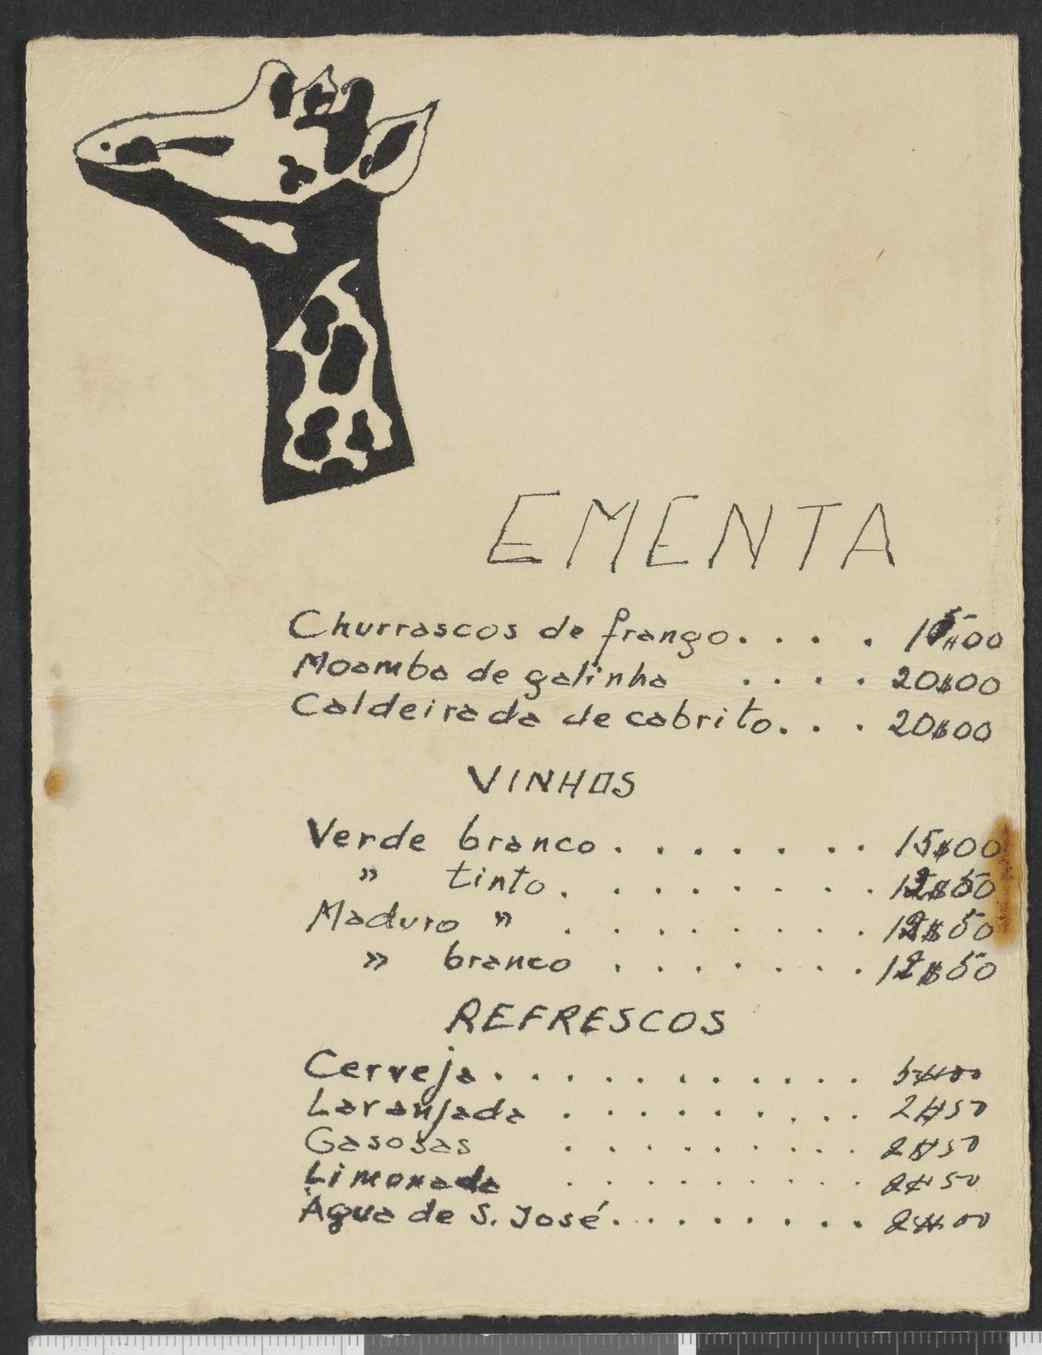 EMENTA
Churrascos de frango. . . . 15$00
Moamba de galinha . . . . 20$00
Caldeirada de cabrito. . . 20$00
VINHOS
Verde branco . . . . . . . 15$00
" tinto . . . . . . . . . 12$50
Maduro " . . . . . . . . 12$50
" branco . . . . . . . 12$50
REFRESCOS
Cerveja . . . . . . . . . . . . 5$00
Laranjada . . . . . . . . . 2$50
Gasosas . . . . . . . . . 2$50
Limonada . . . . . . . . . 2$50
Água de S. José . . . . . . . . 2$00